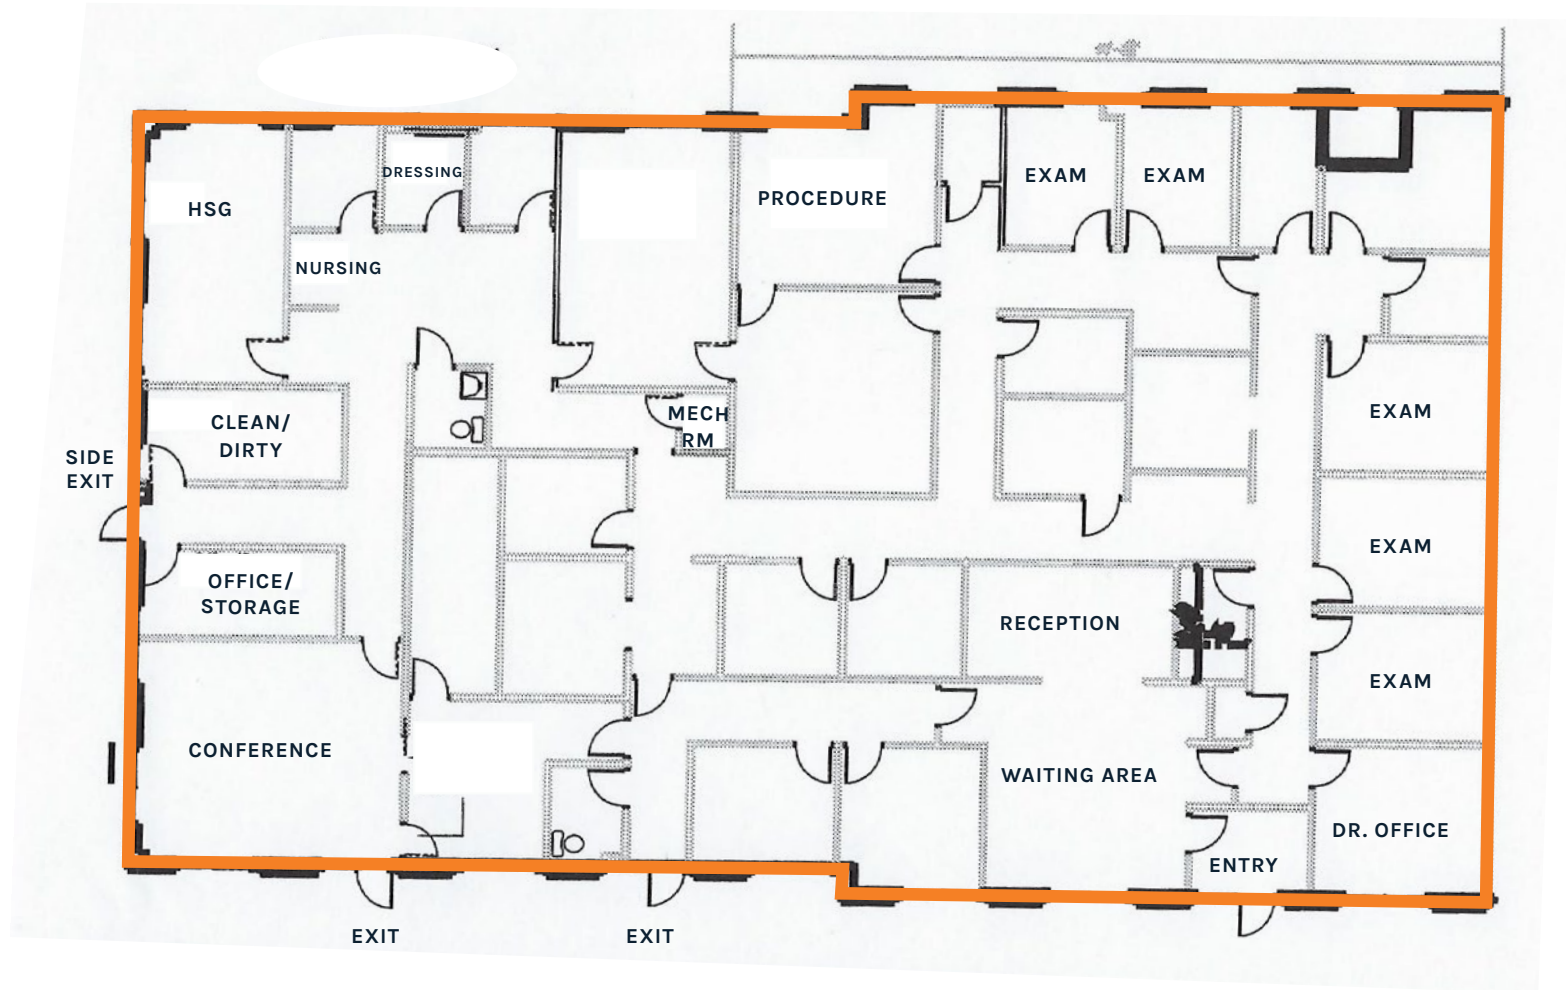 EXAM
EXAM
DRESSING
PROCEDURE
HSG
NURSING
MECH
RM
EXAM
CLEAN/
DIRTY
SIDE
EXIT
EXAM
OFFICE/
STORAGE
RECEPTION
EXAM
CONFERENCE
WAITING AREA
DR. OFFICE
ENTRY
EXIT
EXIT